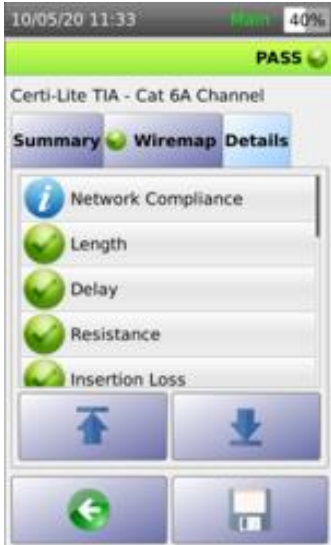 10/05/20 11:33 Main 40%
PASS
Certi-Lite TIA - Cat 6A Channel
Summary Wiremap Details
Network Compliance
Length
Delay
Resistance
Insertion Loss